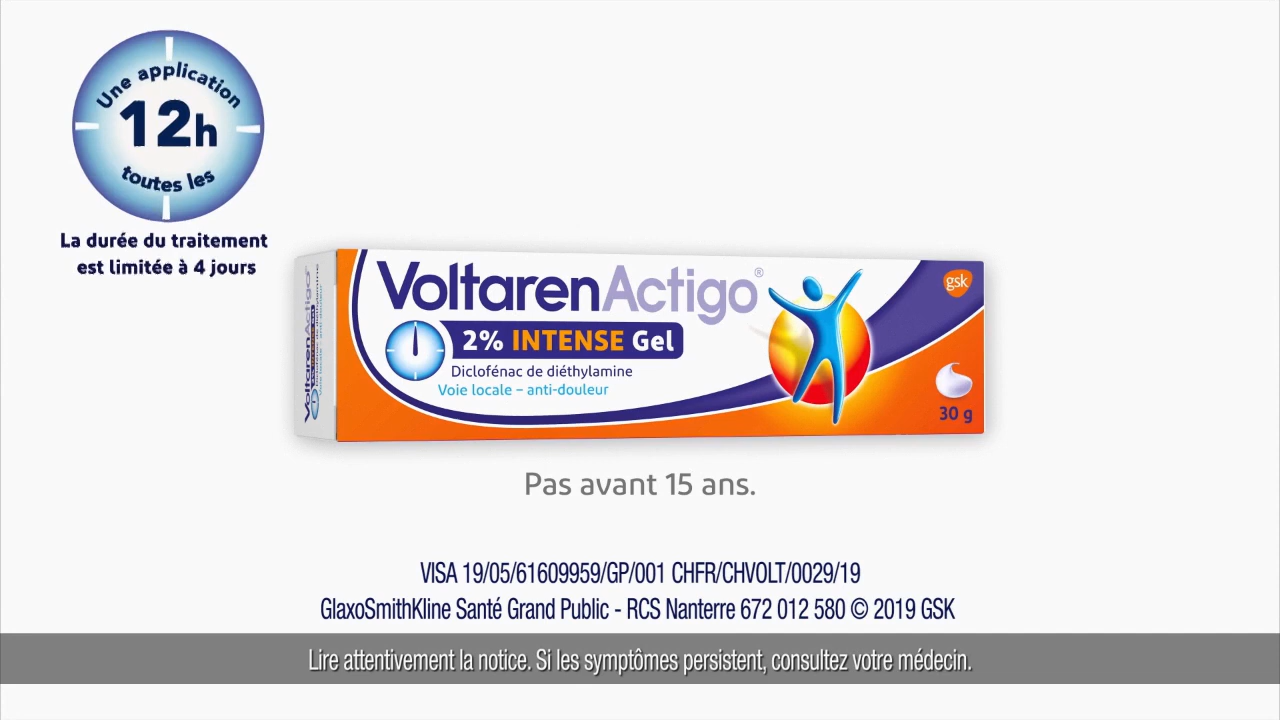 Une application
12h
toutes les
La durée du traitement
est limitée à 4 jours
VoltarenActigo®
2% INTENSE Gel
Diclofénac de diéthylamine
Voie locale – anti-douleur
gsk
30 g
VoltarenActigo
Pas avant 15 ans.
VISA 19/05/61609959/GP/001 CHFR/CHVOLT/0029/19
GlaxoSmithKline Santé Grand Public - RCS Nanterre 672 012 580 © 2019 GSK
Lire attentivement la notice. Si les symptômes persistent, consultez votre médecin.